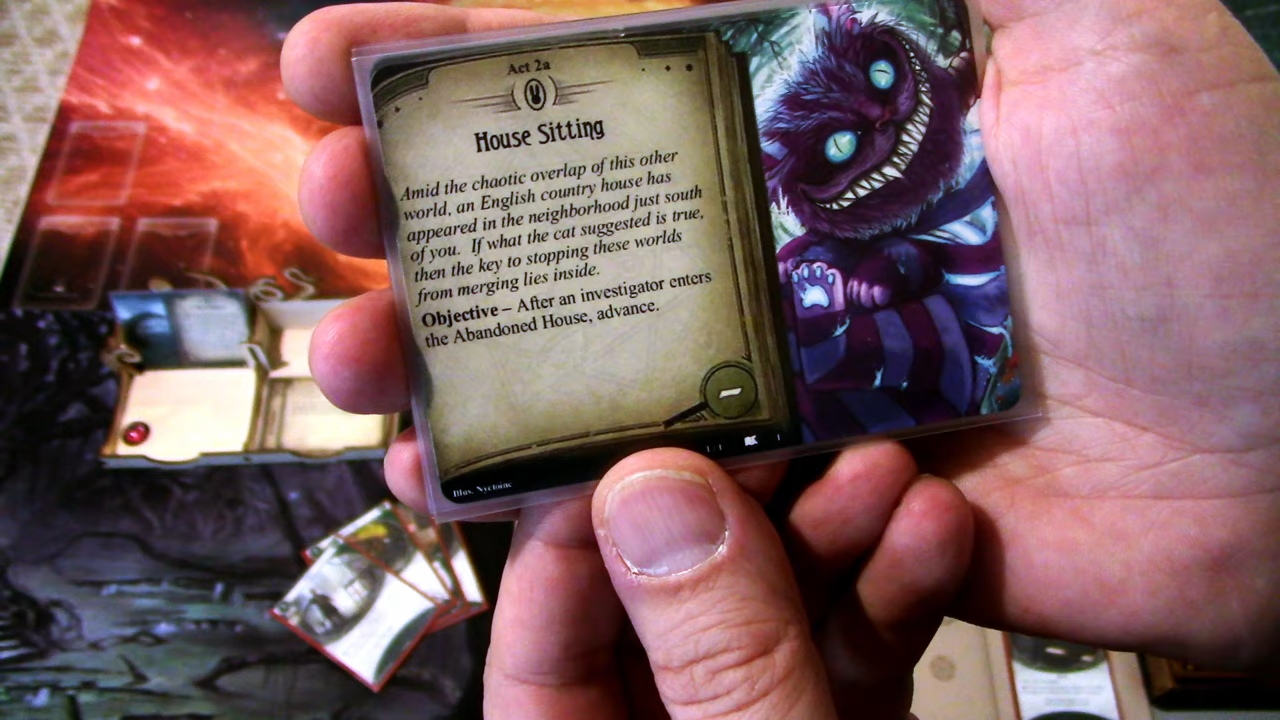 Act 2a
House Sitting
Amid the chaotic overlap of this other
world, an English country house has
appeared in the neighborhood just south
of you. If what the cat suggested is true,
then the key to stopping these worlds
from merging lies inside.
Objective – After an investigator enters
the Abandoned House, advance.
–
Illus. Nyctoinc